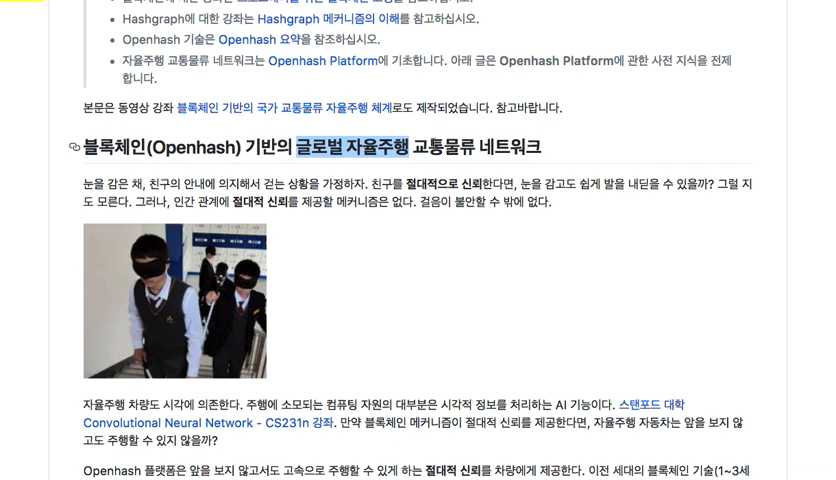 Hashgraph에 대한 강좌는 Hashgraph 메커니즘의 이해를 참고하십시오.
Openhash 기술은 Openhash 요약을 참조하십시오.
자율주행 교통물류 네트워크는 Openhash Platform에 기초합니다. 아래 글은 Openhash Platform에 관한 사전 지식을 전제
합니다.
본문은 동영상 강좌 블록체인 기반의 국가 교통물류 자율주행 체계로도 제작되었습니다. 참고바랍니다.
블록체인(Openhash) 기반의 글로벌 자율주행 교통물류 네트워크
눈을 감은 채, 친구의 안내에 의지해서 걷는 상황을 가정하자. 친구를 절대적으로 신뢰한다면, 눈을 감고도 쉽게 발을 내딛을 수 있을까? 그럴 지
도 모른다. 그러나, 인간 관계에 절대적 신뢰를 제공할 메커니즘은 없다. 걸음이 불안할 수 밖에 없다.
자율주행 차량도 시각에 의존한다. 주행에 소모되는 컴퓨팅 자원의 대부분은 시각적 정보를 처리하는 AI 기능이다. 스탠포드 대학
Convolutional Neural Network - CS231n 강좌. 만약 블록체인 메커니즘이 절대적 신뢰를 제공한다면, 자율주행 자동차는 앞을 보지 않
고도 주행할 수 있지 않을까?
Openhash 플랫폼은 앞을 보지 않고서도 고속으로 주행할 수 있게 하는 절대적 신뢰를 차량에게 제공한다. 이전 세대의 블록체인 기술(1~3세